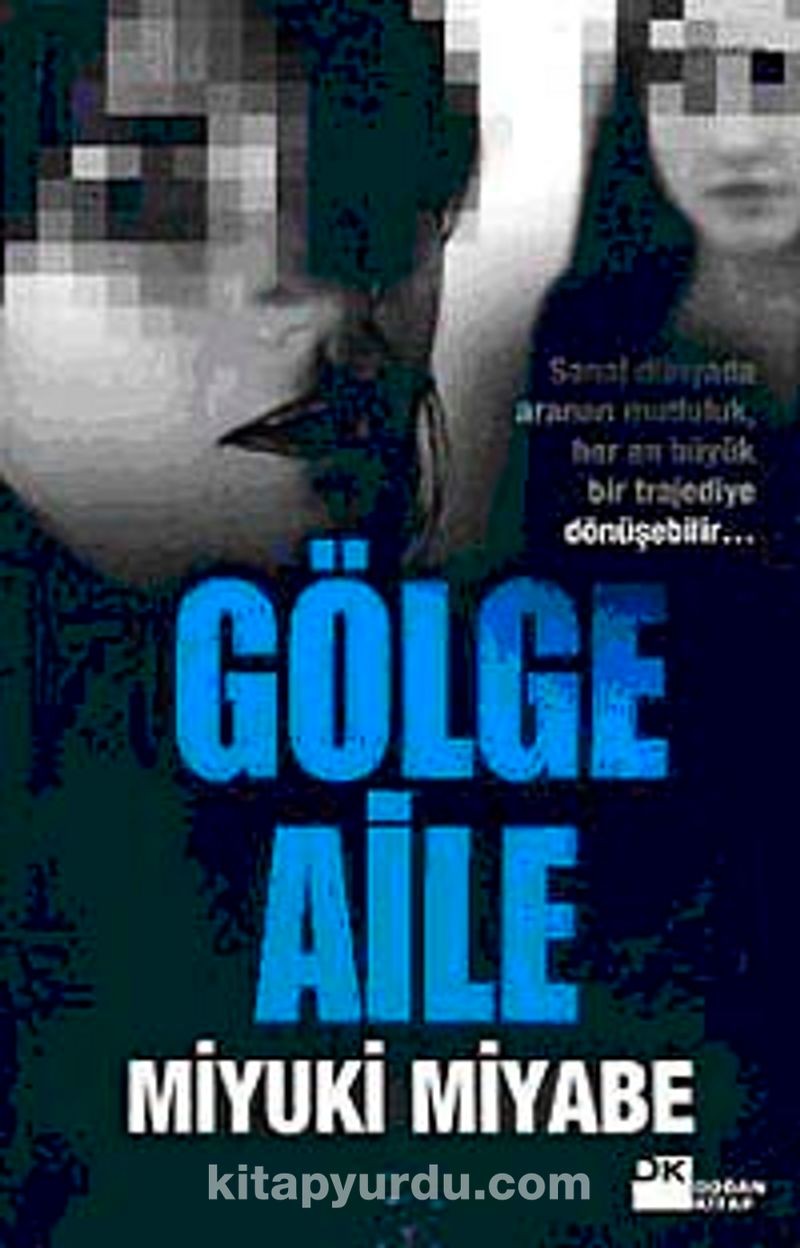 Sanal dünyada
aranan mutluluk,
her an büyük
bir trajediye
dönüşebilir...
GÖLGE
AİLE
MİYUKİ MİYABE
kitapyurdu.com
DK DOĞAN
KİTAP